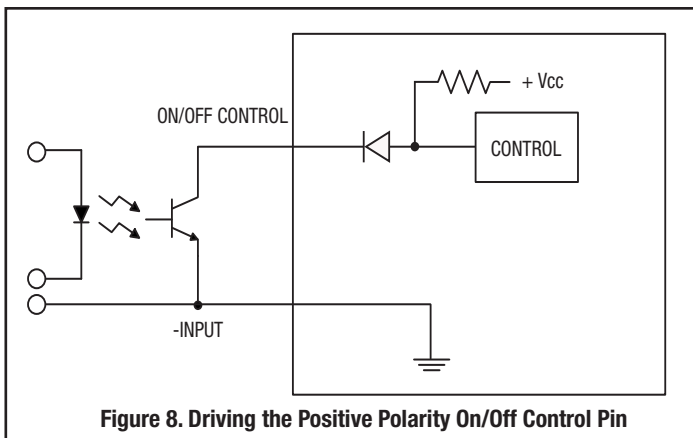 + Vcc
ON/OFF CONTROL
CONTROL
-INPUT
Figure 8. Driving the Positive Polarity On/Off Control Pin